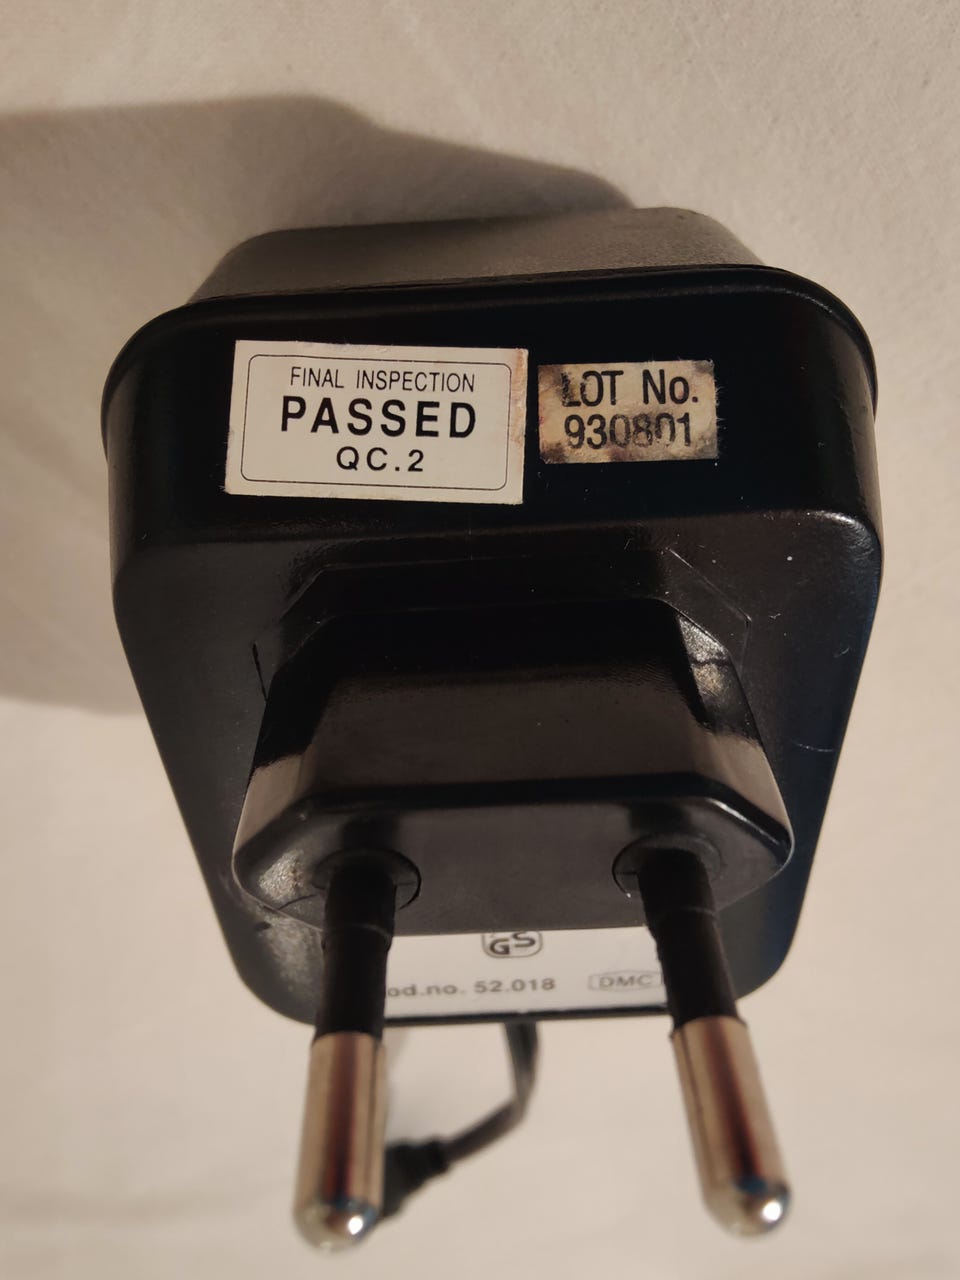 FINAL INSPECTION
PASSED
QC.2
LOT No.
930801
GS
od.no. 52.018
DMC